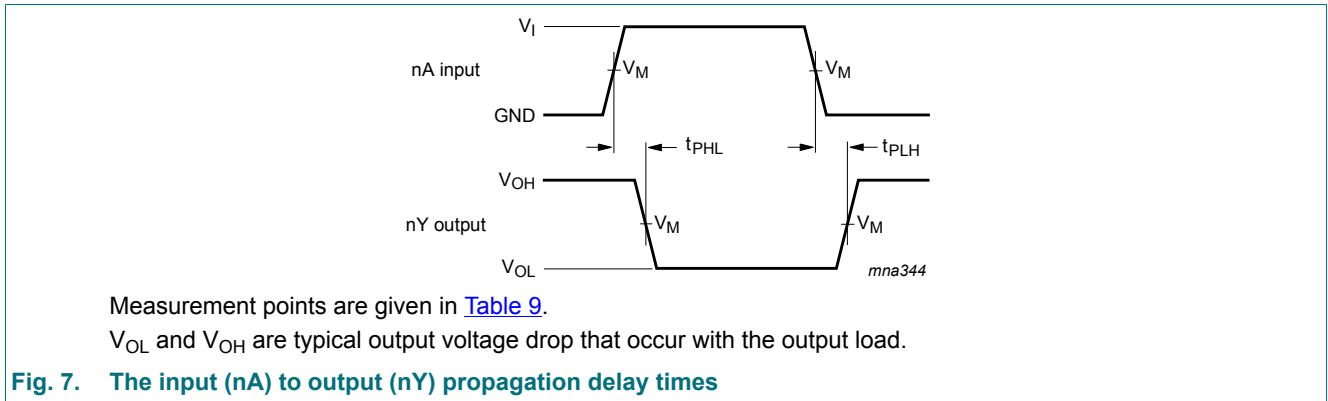 VI
nA input
VM
VM
GND
tPHL
tPLH
VOH
nY output
VM
VM
VOL
mna344
Measurement points are given in Table 9.
VOL and VOH are typical output voltage drop that occur with the output load.
Fig. 7. The input (nA) to output (nY) propagation delay times